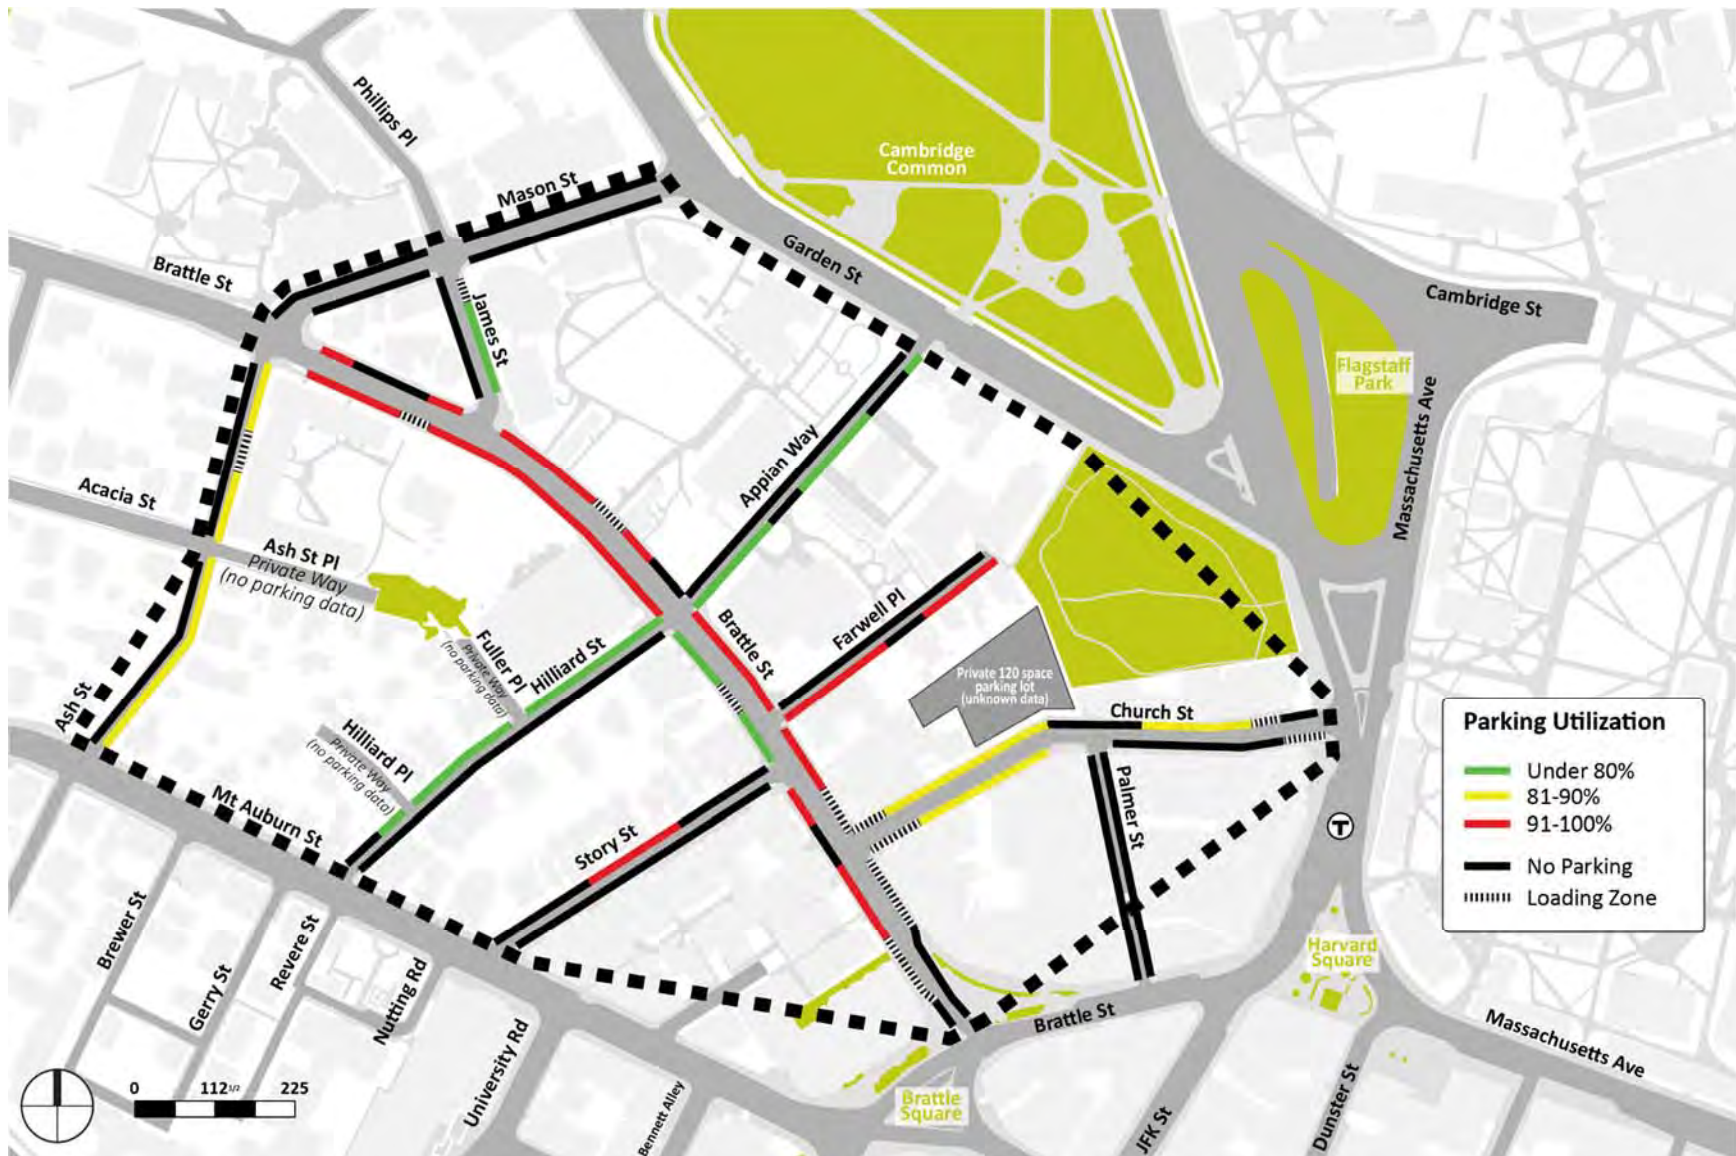 Phillips Pl
Mason St
Cambridge
Common
Garden St
Brattle St
James St
Cambridge St
Flagstaff
Park
Massachusetts Ave
Appian Way
Acacia St
Ash St Pl
Private Way
(no parking data)
Fuller Pl
Private Way
(no parking data)
Hilliard St
Brattle St
Farwell Pl
Private 120 space
parking lot
(unknown data)
Church St
Ash St
Hilliard Pl
Private Way
(no parking data)
Mt Auburn St
Story St
Palmer St
T
Parking Utilization
Under 80%
81-90%
91-100%
No Parking
Loading Zone
Brewer St
Gerry St
Revere St
Nutting Rd
University Rd
Bennett Alley
Brattle St
Harvard
Square
Massachusetts Ave
Brattle
Square
JFK St
Dunster St
0 112 1/2 225